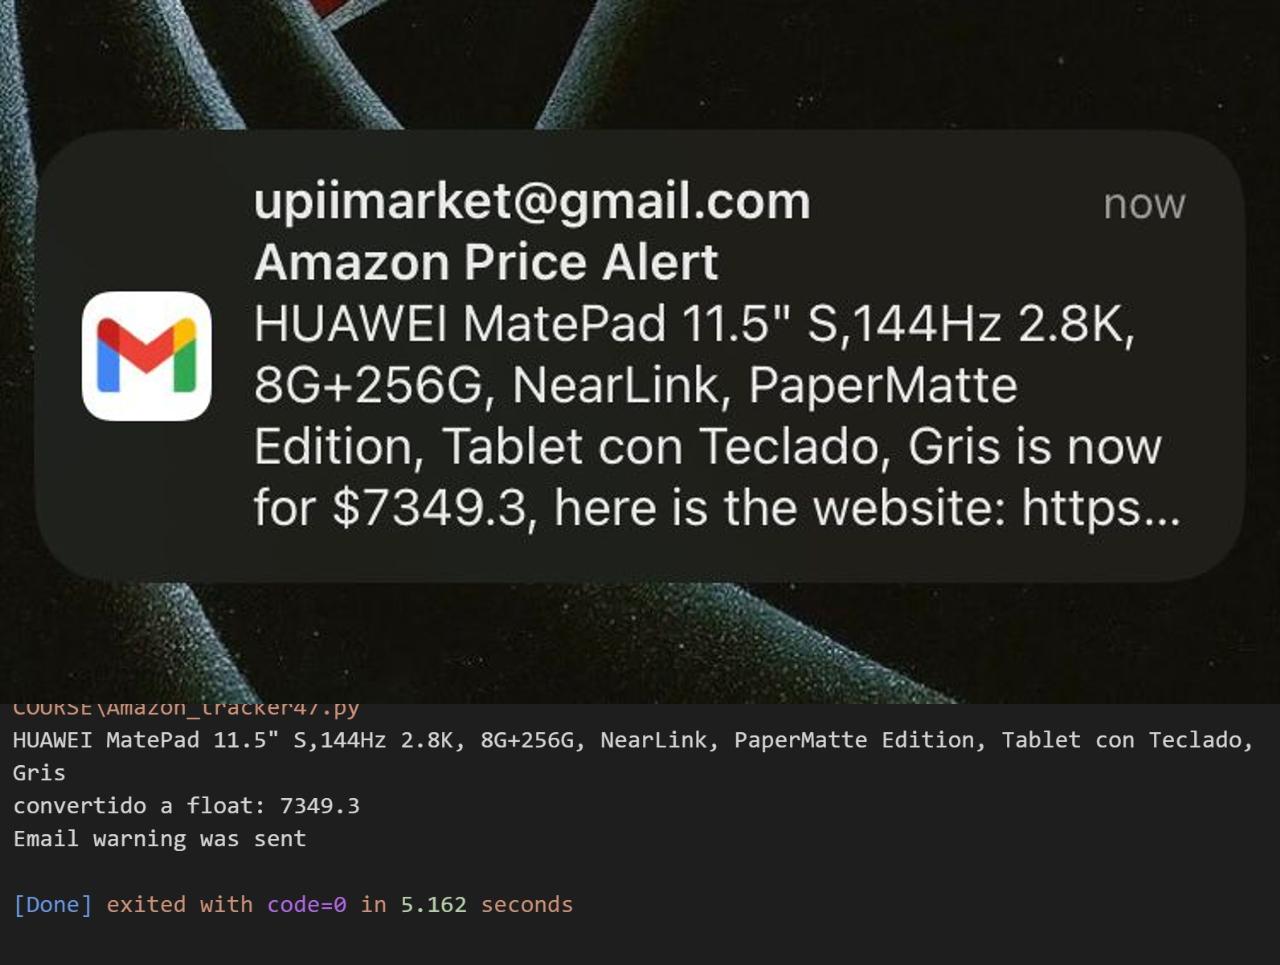 upiimarket@gmail.com
now
Amazon Price Alert
HUAWEI MatePad 11.5" S,144Hz 2.8K,
8G+256G, NearLink, PaperMatte
Edition, Tablet con Teclado, Gris is now
for $7349.3, here is the website: https...
COURSE\Amazon_tracker47.py
HUAWEI MatePad 11.5" S,144Hz 2.8K, 8G+256G, NearLink, PaperMatte Edition, Tablet con Teclado,
Gris
convertido a float: 7349.3
Email warning was sent
[Done] exited with code=0 in 5.162 seconds